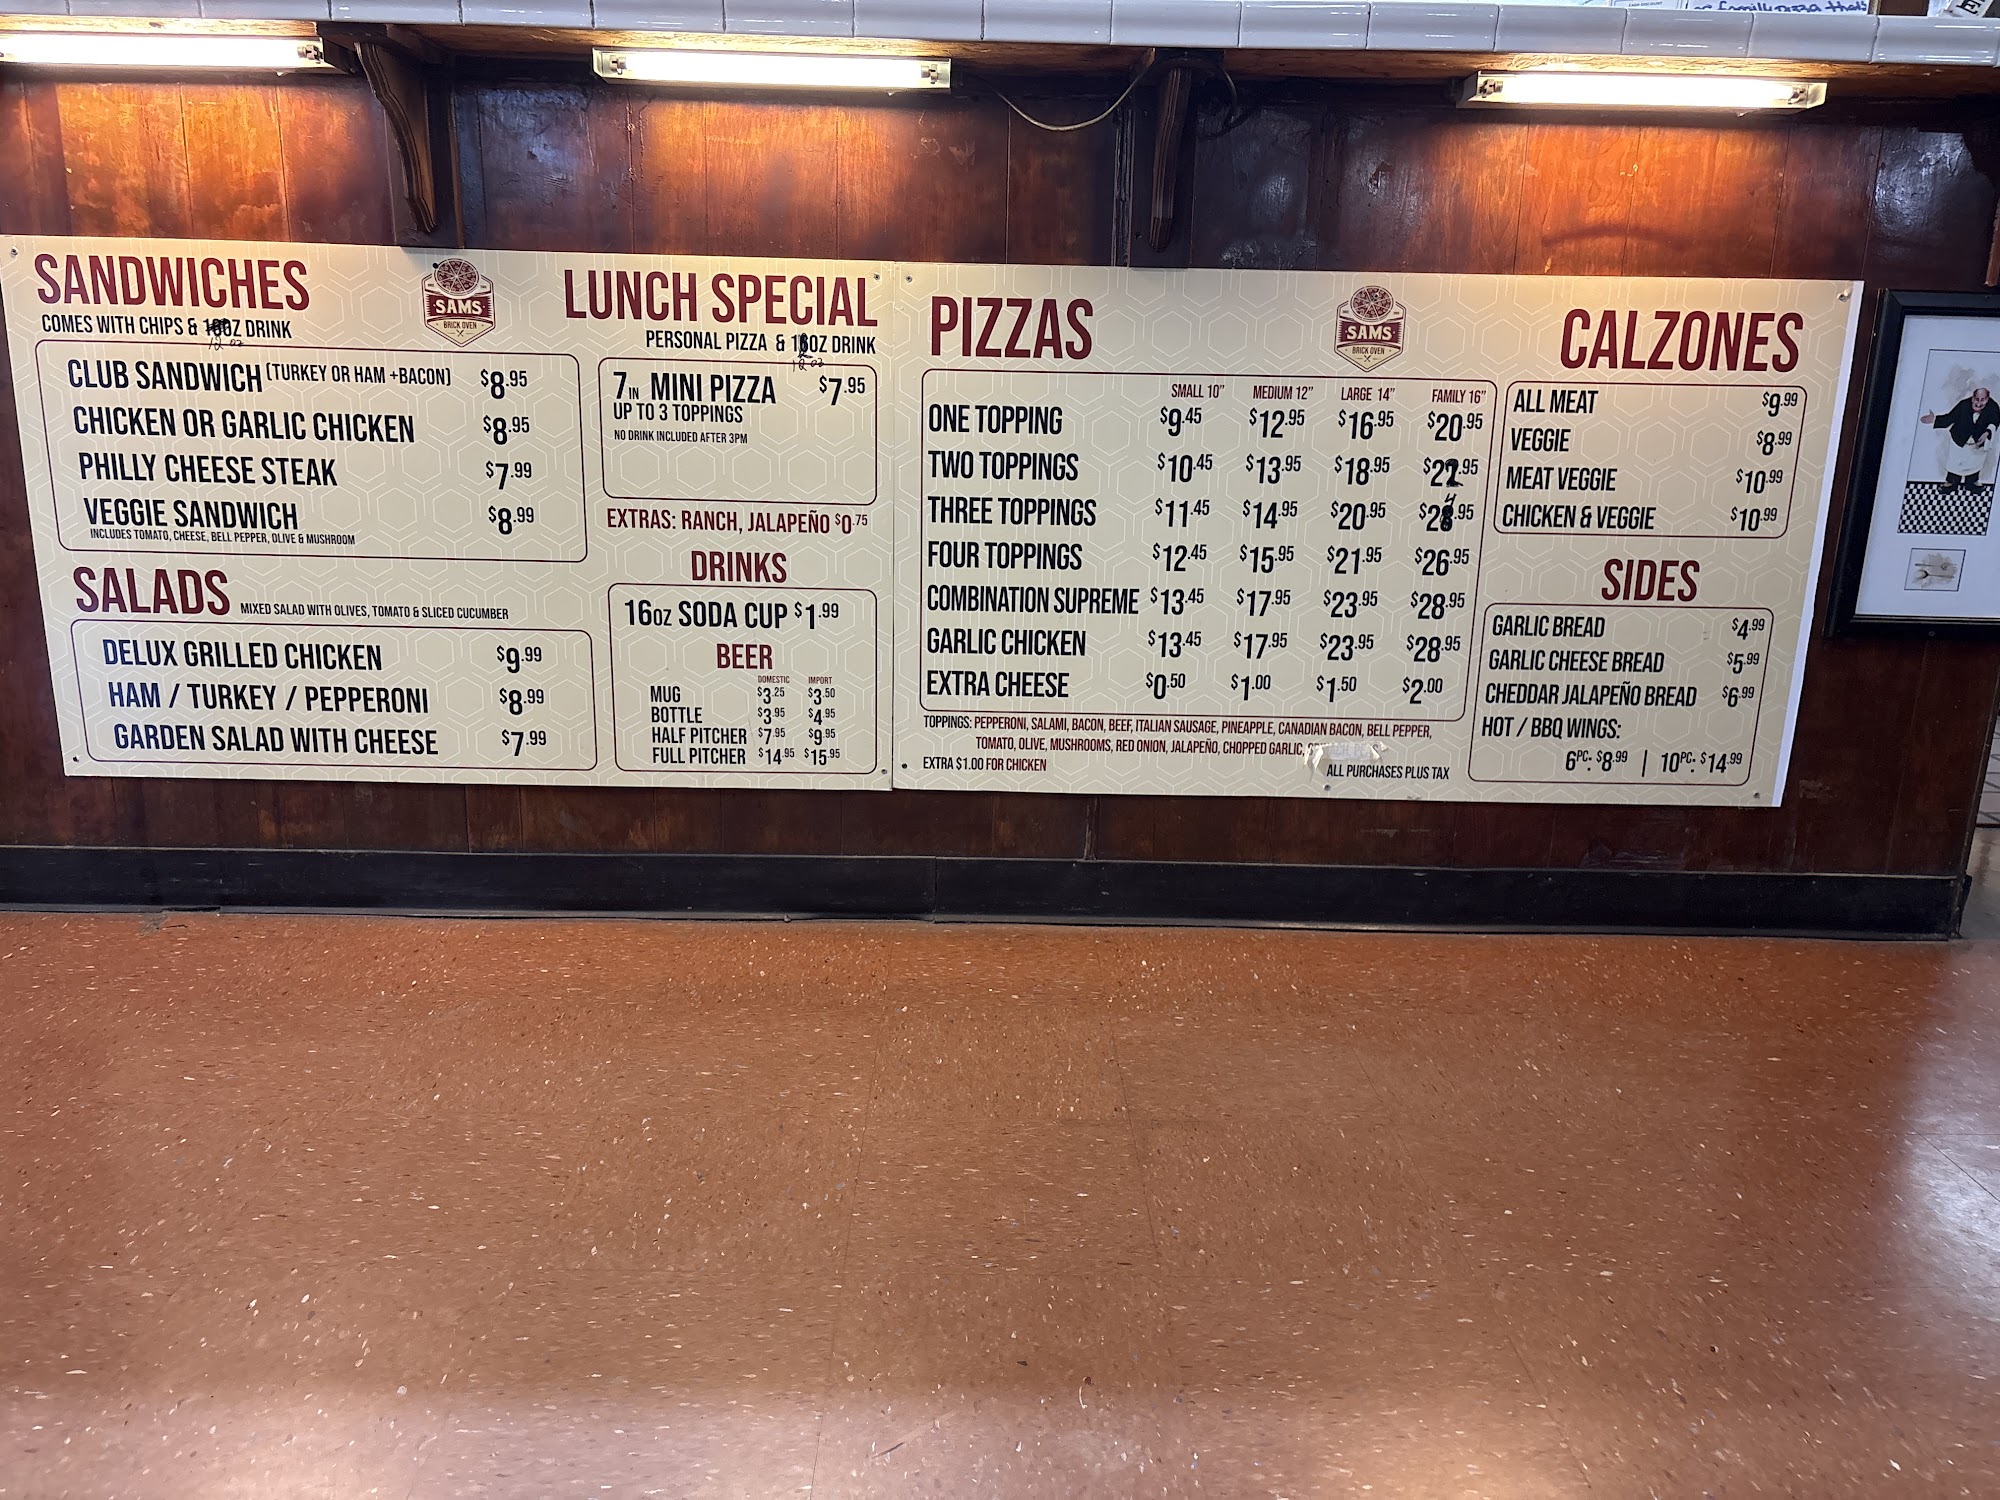 of family pizza that's
SANDWICHES
COMES WITH CHIPS & OZ DRINK
12 oz
CLUB SANDWICH (TURKEY OR HAM +BACON) $8.95
CHICKEN OR GARLIC CHICKEN $8.95
PHILLY CHEESE STEAK $7.99
VEGGIE SANDWICH $8.99
INCLUDES TOMATO, CHEESE, BELL PEPPER, OLIVE & MUSHROOM
SALADS MIXED SALAD WITH OLIVES, TOMATO & SLICED CUCUMBER
DELUX GRILLED CHICKEN $9.99
HAM / TURKEY / PEPPERONI $8.99
GARDEN SALAD WITH CHEESE $7.99
SAMS
BRICK OVEN
LUNCH SPECIAL
PERSONAL PIZZA & 12OZ DRINK
12 oz
7IN MINI PIZZA $7.95
UP TO 3 TOPPINGS
NO DRINK INCLUDED AFTER 3PM
EXTRAS: RANCH, JALAPEÑO $0.75
DRINKS
16OZ SODA CUP $1.99
BEER
DOMESTIC IMPORT
MUG $3.25 $3.50
BOTTLE $3.95 $4.95
HALF PITCHER $7.95 $9.95
FULL PITCHER $14.95 $15.95
PIZZAS
SAMS
BRICK OVEN
SMALL 10" MEDIUM 12" LARGE 14" FAMILY 16"
ONE TOPPING $9.45 $12.95 $16.95 $20.95
TWO TOPPINGS $10.45 $13.95 $18.95 $22.95
THREE TOPPINGS $11.45 $14.95 $20.95 $24.95
FOUR TOPPINGS $12.45 $15.95 $21.95 $26.95
COMBINATION SUPREME $13.45 $17.95 $23.95 $28.95
GARLIC CHICKEN $13.45 $17.95 $23.95 $28.95
EXTRA CHEESE $0.50 $1.00 $1.50 $2.00
TOPPINGS: PEPPERONI, SALAMI, BACON, BEEF, ITALIAN SAUSAGE, PINEAPPLE, CANADIAN BACON, BELL PEPPER,
TOMATO, OLIVE, MUSHROOMS, RED ONION, JALAPEÑO, CHOPPED GARLIC,
EXTRA $1.00 FOR CHICKEN
ALL PURCHASES PLUS TAX
CALZONES
ALL MEAT $9.99
VEGGIE $8.99
MEAT VEGGIE $10.99
CHICKEN & VEGGIE $10.99
SIDES
GARLIC BREAD $4.99
GARLIC CHEESE BREAD $5.99
CHEDDAR JALAPEÑO BREAD $6.99
HOT / BBQ WINGS:
6PC: $8.99 | 10PC: $14.99